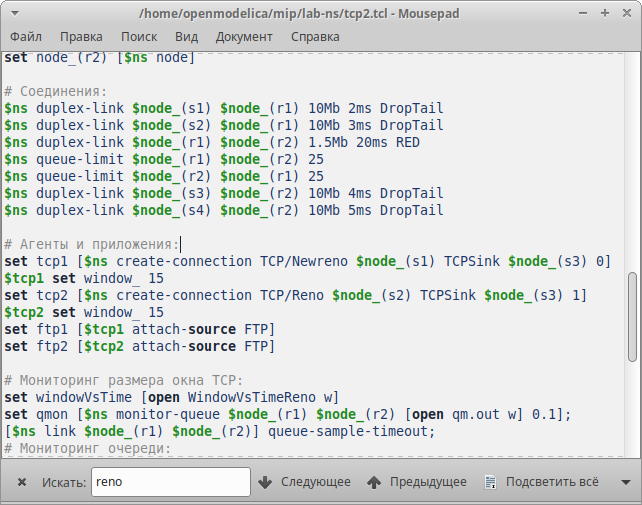 /home/openmodelica/mip/lab-ns/tcp2.tcl - Mousepad
Файл Правка Поиск Вид Документ Справка
set node_(r2) [$ns node]
# Соединения:
$ns duplex-link $node_(s1) $node_(r1) 10Mb 2ms DropTail
$ns duplex-link $node_(s2) $node_(r1) 10Mb 3ms DropTail
$ns duplex-link $node_(r1) $node_(r2) 1.5Mb 20ms RED
$ns queue-limit $node_(r1) $node_(r2) 25
$ns queue-limit $node_(r2) $node_(r1) 25
$ns duplex-link $node_(s3) $node_(r2) 10Mb 4ms DropTail
$ns duplex-link $node_(s4) $node_(r2) 10Mb 5ms DropTail
# Агенты и приложения:
set tcp1 [$ns create-connection TCP/Newreno $node_(s1) TCPSink $node_(s3) 0]
$tcp1 set window_ 15
set tcp2 [$ns create-connection TCP/Reno $node_(s2) TCPSink $node_(s3) 1]
$tcp2 set window_ 15
set ftp1 [$tcp1 attach-source FTP]
set ftp2 [$tcp2 attach-source FTP]
# Мониторинг размера окна TCP:
set windowVsTime [open WindowVsTimeReno w]
set qmon [$ns monitor-queue $node_(r1) $node_(r2) [open qm.out w] 0.1];
[$ns link $node_(r1) $node_(r2)] queue-sample-timeout;
# Мониторинг очереди:
Искать: reno Следующее Предыдущее Подсветить всё